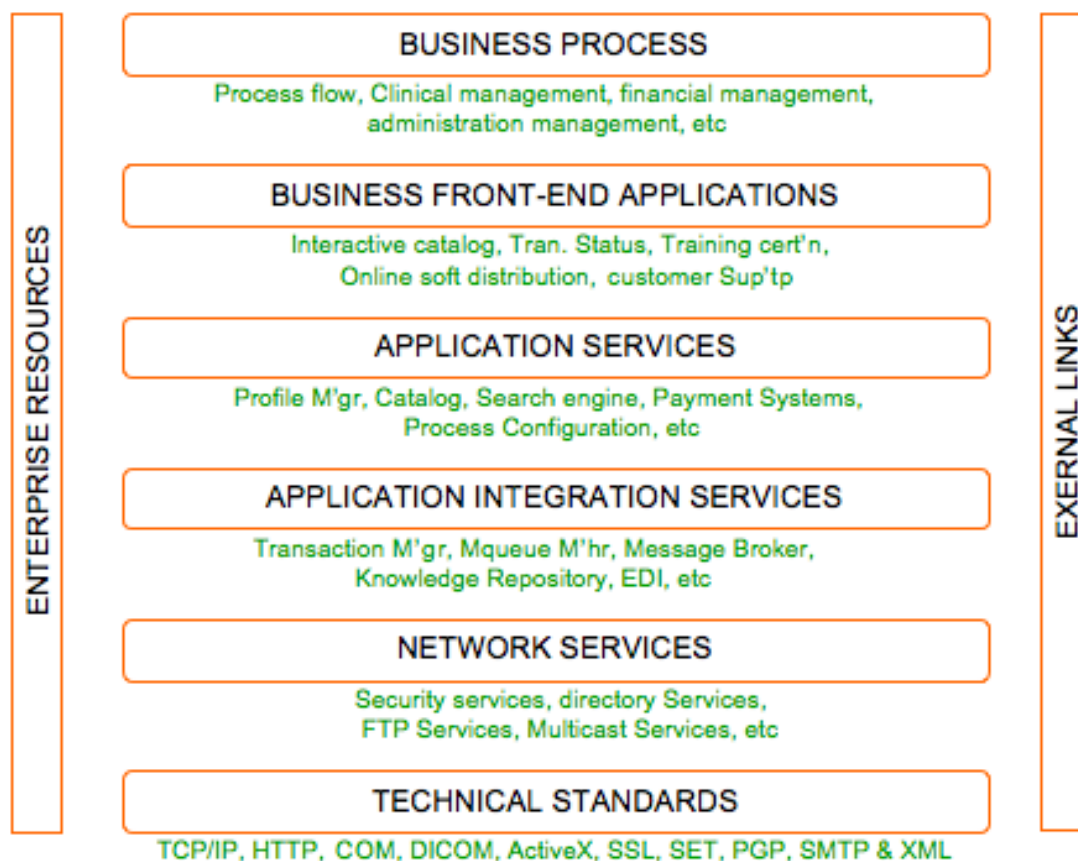 ENTERPRISE RESOURCES
BUSINESS PROCESS
Process flow, Clinical management, financial management,
administration management, etc
BUSINESS FRONT-END APPLICATIONS
Interactive catalog, Tran. Status, Training cert'n,
Online soft distribution, customer Sup'tp
APPLICATION SERVICES
Profile M'gr, Catalog, Search engine, Payment Systems,
Process Configuration, etc
APPLICATION INTEGRATION SERVICES
Transaction M'gr, Mqueue M'hr, Message Broker,
Knowledge Repository, EDI, etc
NETWORK SERVICES
Security services, directory Services,
FTP Services, Multicast Services, etc
TECHNICAL STANDARDS
TCP/IP, HTTP, COM, DICOM, ActiveX, SSL, SET, PGP, SMTP & XML
EXERNAL LINKS